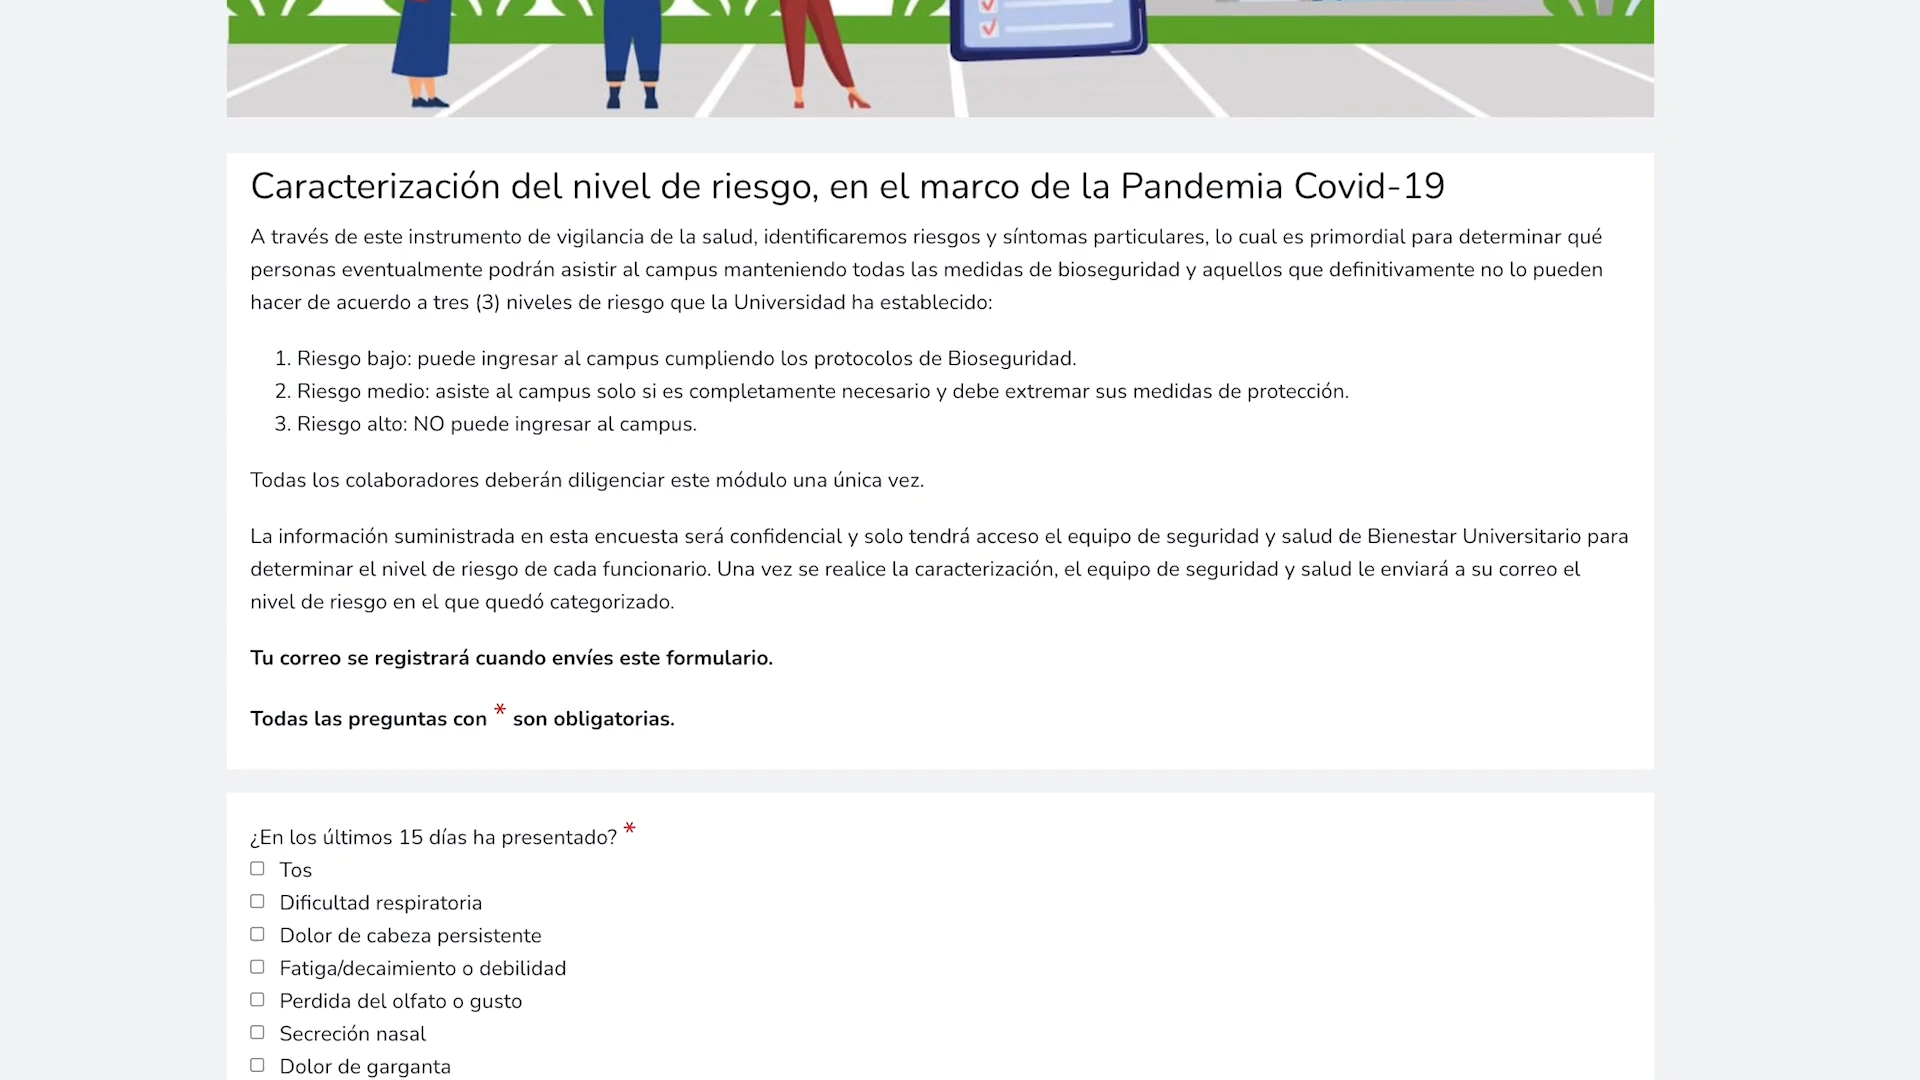 Caracterización del nivel de riesgo, en el marco de la Pandemia Covid-19
A través de este instrumento de vigilancia de la salud, identificaremos riesgos y síntomas particulares, lo cual es primordial para determinar qué
personas eventualmente podrán asistir al campus manteniendo todas las medidas de bioseguridad y aquellos que definitivamente no lo pueden
hacer de acuerdo a tres (3) niveles de riesgo que la Universidad ha establecido:
1. Riesgo bajo: puede ingresar al campus cumpliendo los protocolos de Bioseguridad.
2. Riesgo medio: asiste al campus solo si es completamente necesario y debe extremar sus medidas de protección.
3. Riesgo alto: NO puede ingresar al campus.
Todas los colaboradores deberán diligenciar este módulo una única vez.
La información suministrada en esta encuesta será confidencial y solo tendrá acceso el equipo de seguridad y salud de Bienestar Universitario para
determinar el nivel de riesgo de cada funcionario. Una vez se realice la caracterización, el equipo de seguridad y salud le enviará a su correo el
nivel de riesgo en el que quedó categorizado.
Tu correo se registrará cuando envíes este formulario.
Todas las preguntas con * son obligatorias.
¿En los últimos 15 días ha presentado? *
Tos
Dificultad respiratoria
Dolor de cabeza persistente
Fatiga/decaimiento o debilidad
Perdida del olfato o gusto
Secreción nasal
Dolor de garganta